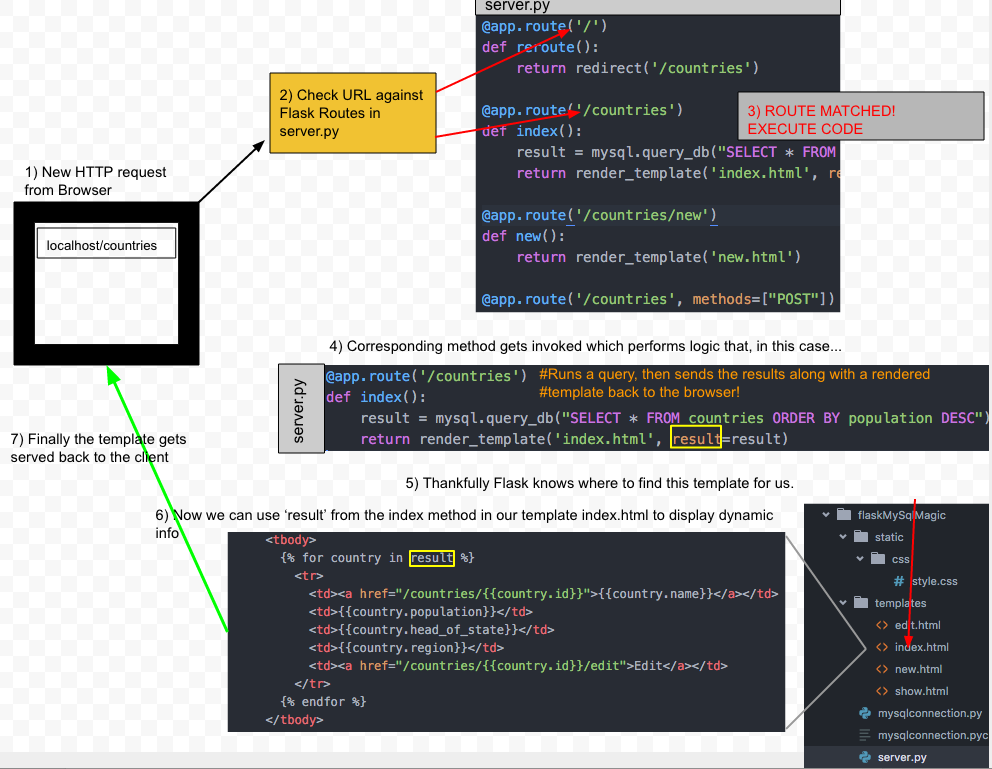 server.py
@app.route('/')
def reroute():
    return redirect('/countries')
@app.route('/countries')
def index():
    result = mysql.query_db("SELECT * FROM
    return render_template('index.html', re
@app.route('/countries/new')
def new():
    return render_template('new.html')
@app.route('/countries', methods=["POST"])
2) Check URL against
Flask Routes in
server.py
3) ROUTE MATCHED!
EXECUTE CODE
1) New HTTP request
from Browser
localhost/countries
4) Corresponding method gets invoked which performs logic that, in this case...
server.py
@app.route('/countries')
#Runs a query, then sends the results along with a rendered
#template back to the browser!
def index():
    result = mysql.query_db("SELECT * FROM countries ORDER BY population DESC")
    return render_template('index.html', result=result)
5) Thankfully Flask knows where to find this template for us.
6) Now we can use ‘result’ from the index method in our template index.html to display dynamic
info
<tbody>
  {% for country in result %}
    <tr>
      <td><a href="/countries/{{country.id}}">{{country.name}}</a></td>
      <td>{{country.population}}</td>
      <td>{{country.head_of_state}}</td>
      <td>{{country.region}}</td>
      <td><a href="/countries/{{country.id}}/edit">Edit</a></td>
    </tr>
  {% endfor %}
</tbody>
flaskMySqlMagic
static
css
style.css
templates
edit.html
index.html
new.html
show.html
mysqlconnection.py
mysqlconnection.pyc
server.py
7) Finally the template gets
served back to the client